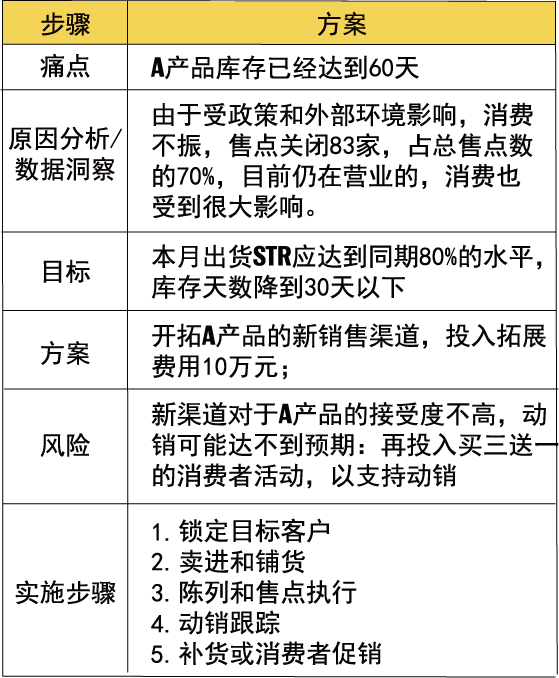 步骤
方案
痛点
A产品库存已经达到60天
原因分析/
数据洞察
由于受政策和外部环境影响，消费
不振，售点关闭83家，占总售点数
的70%，目前仍在营业的，消费也
受到很大影响。
目标
本月出货STR应达到同期80%的水平，
库存天数降到30天以下
方案
开拓A产品的新销售渠道，投入拓展
费用10万元；
风险
新渠道对于A产品的接受度不高，动
销可能达不到预期：再投入买三送一
的消费者活动，以支持动销
实施步骤
1. 锁定目标客户
2. 卖进和铺货
3. 陈列和售点执行
4. 动销跟踪
5. 补货或消费者促销